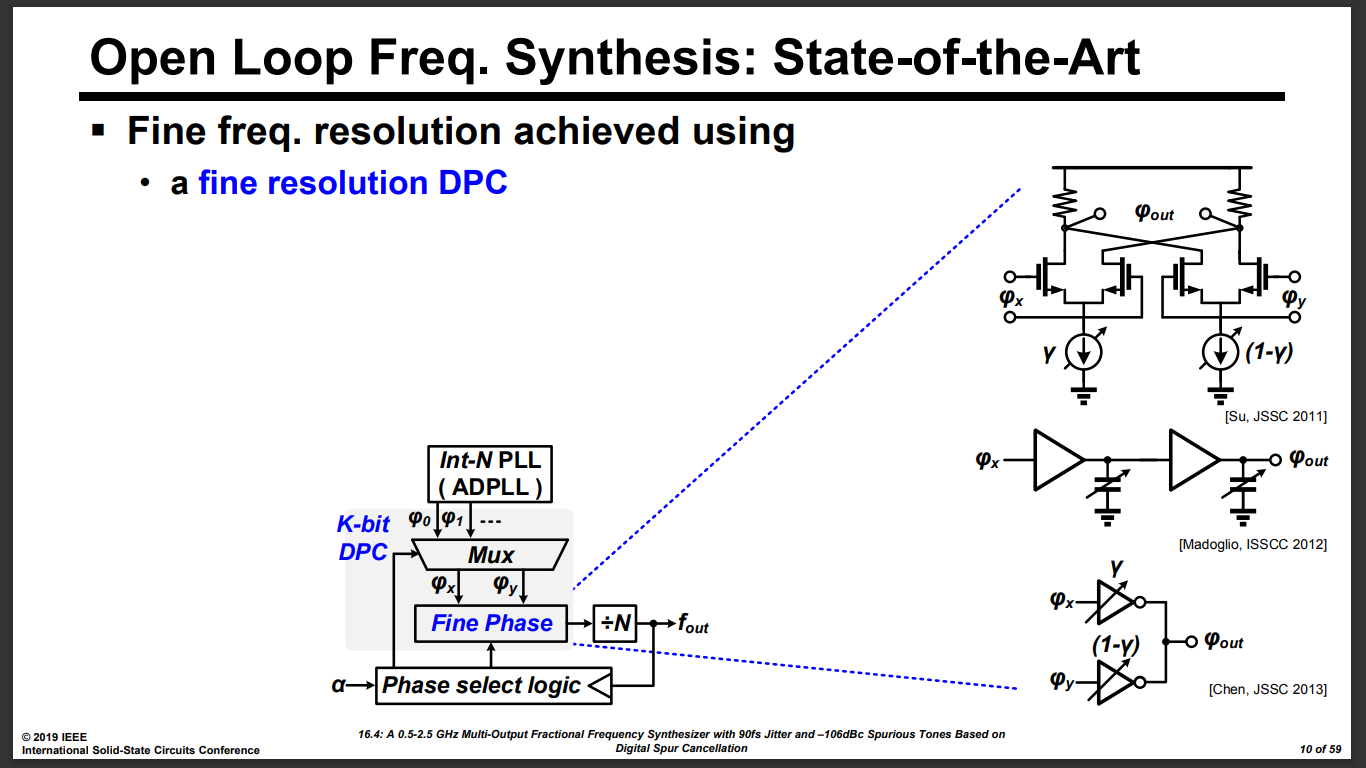 Open Loop Freq. Synthesis: State-of-the-Art
▪ Fine freq. resolution achieved using
• a fine resolution DPC
φout
φx
φy
γ
(1-γ)
[Su, JSSC 2011]
φx
φout
[Madoglio, ISSCC 2012]
γ
φx
φout
(1-γ)
φy
[Chen, JSSC 2013]
Int-N PLL
( ADPLL )
K-bit
DPC
φ0 φ1 ---
Mux
φx φy
Fine Phase
÷N
fout
α
Phase select logic
© 2019 IEEE
International Solid-State Circuits Conference
16.4: A 0.5-2.5 GHz Multi-Output Fractional Frequency Synthesizer with 90fs Jitter and –106dBc Spurious Tones Based on
Digital Spur Cancellation
10 of 59